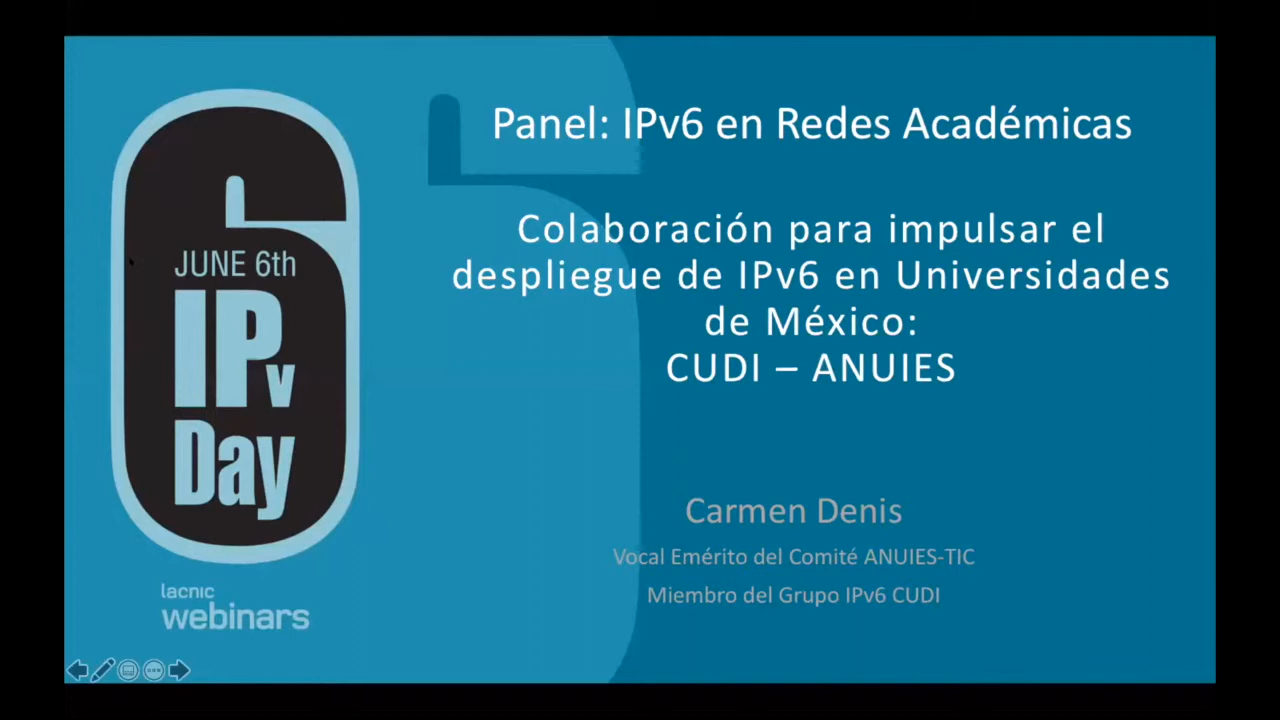 Panel: IPv6 en Redes Académicas
Colaboración para impulsar el
despliegue de IPv6 en Universidades
de México:
CUDI – ANUIES
Carmen Denis
Vocal Emérito del Comité ANUIES-TIC
Miembro del Grupo IPv6 CUDI
JUNE 6th
IPv
Day
lacnic
webinars